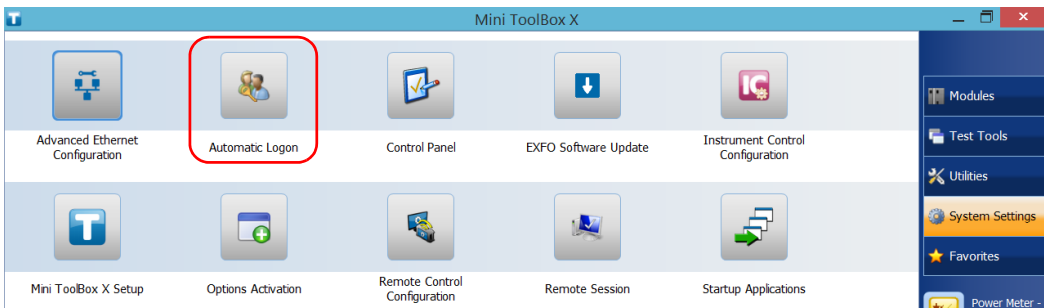 Mini ToolBox X
Advanced Ethernet
Configuration
Automatic Logon
Control Panel
EXFO Software Update
Instrument Control
Configuration
Mini ToolBox X Setup
Options Activation
Remote Control
Configuration
Remote Session
Startup Applications
Modules
Test Tools
Utilities
System Settings
Favorites
Power Meter -